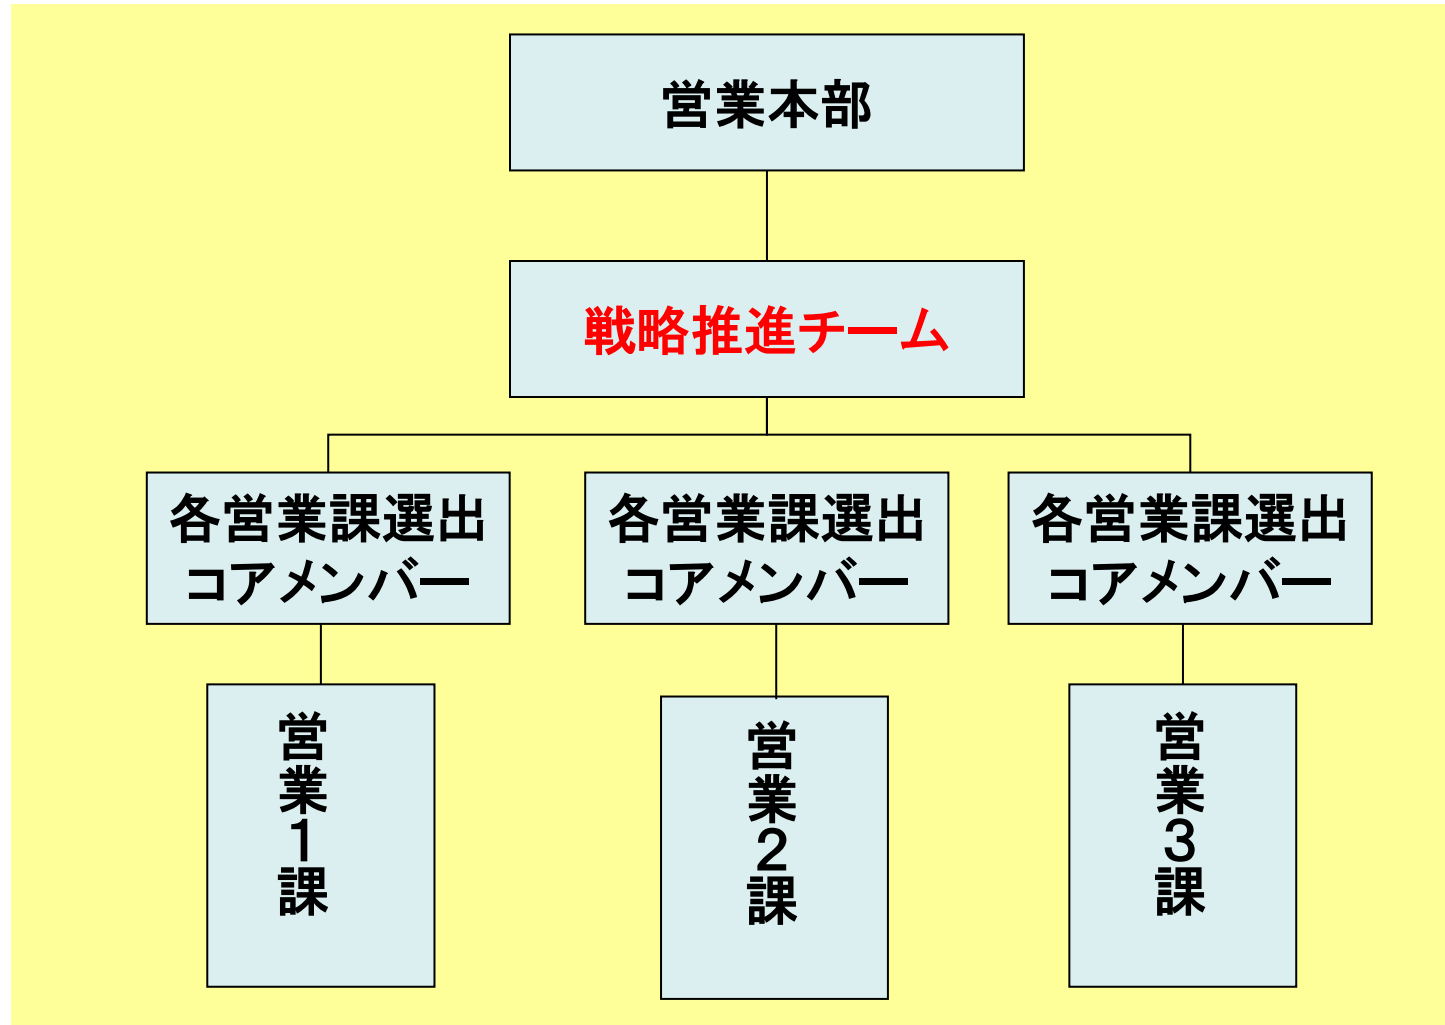 営業本部
戦略推進チーム
各営業課選出
コアメンバー
各営業課選出
コアメンバー
各営業課選出
コアメンバー
営業1課
営業2課
営業3課